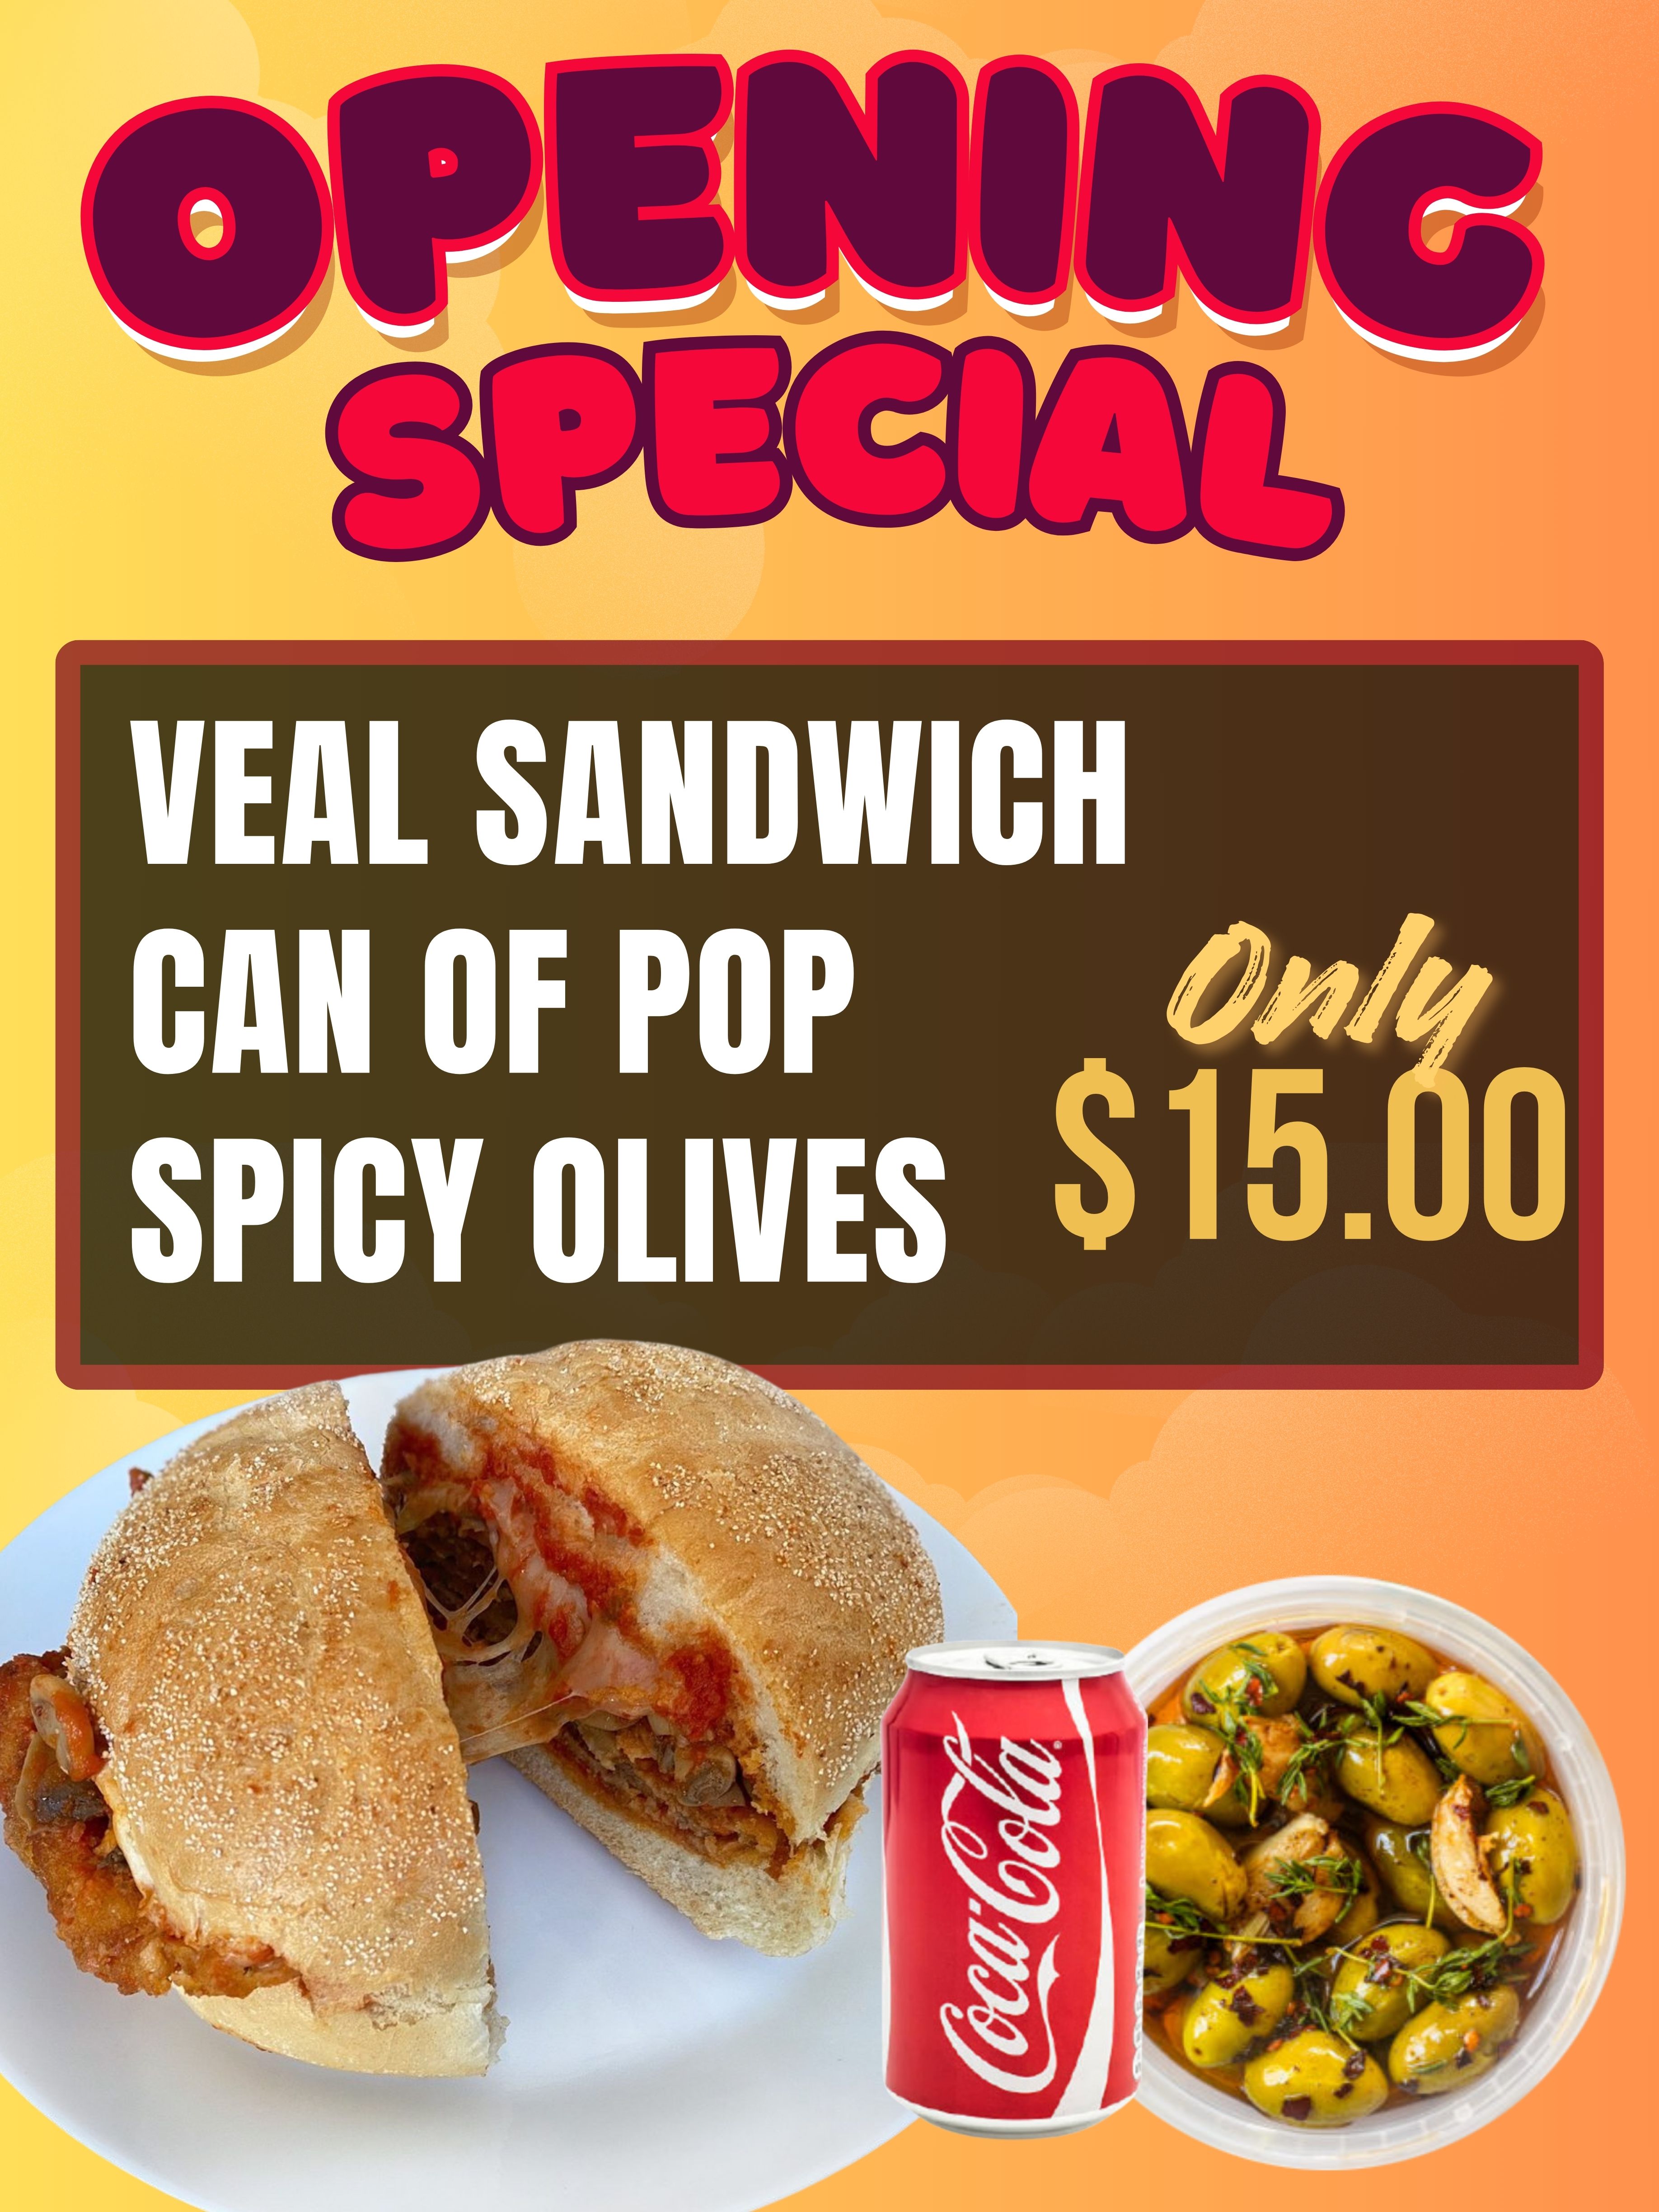 OPENING
SPECIAL
VEAL SANDWICH
CAN OF POP
SPICY OLIVES
Only
$15.00
Coca-Cola